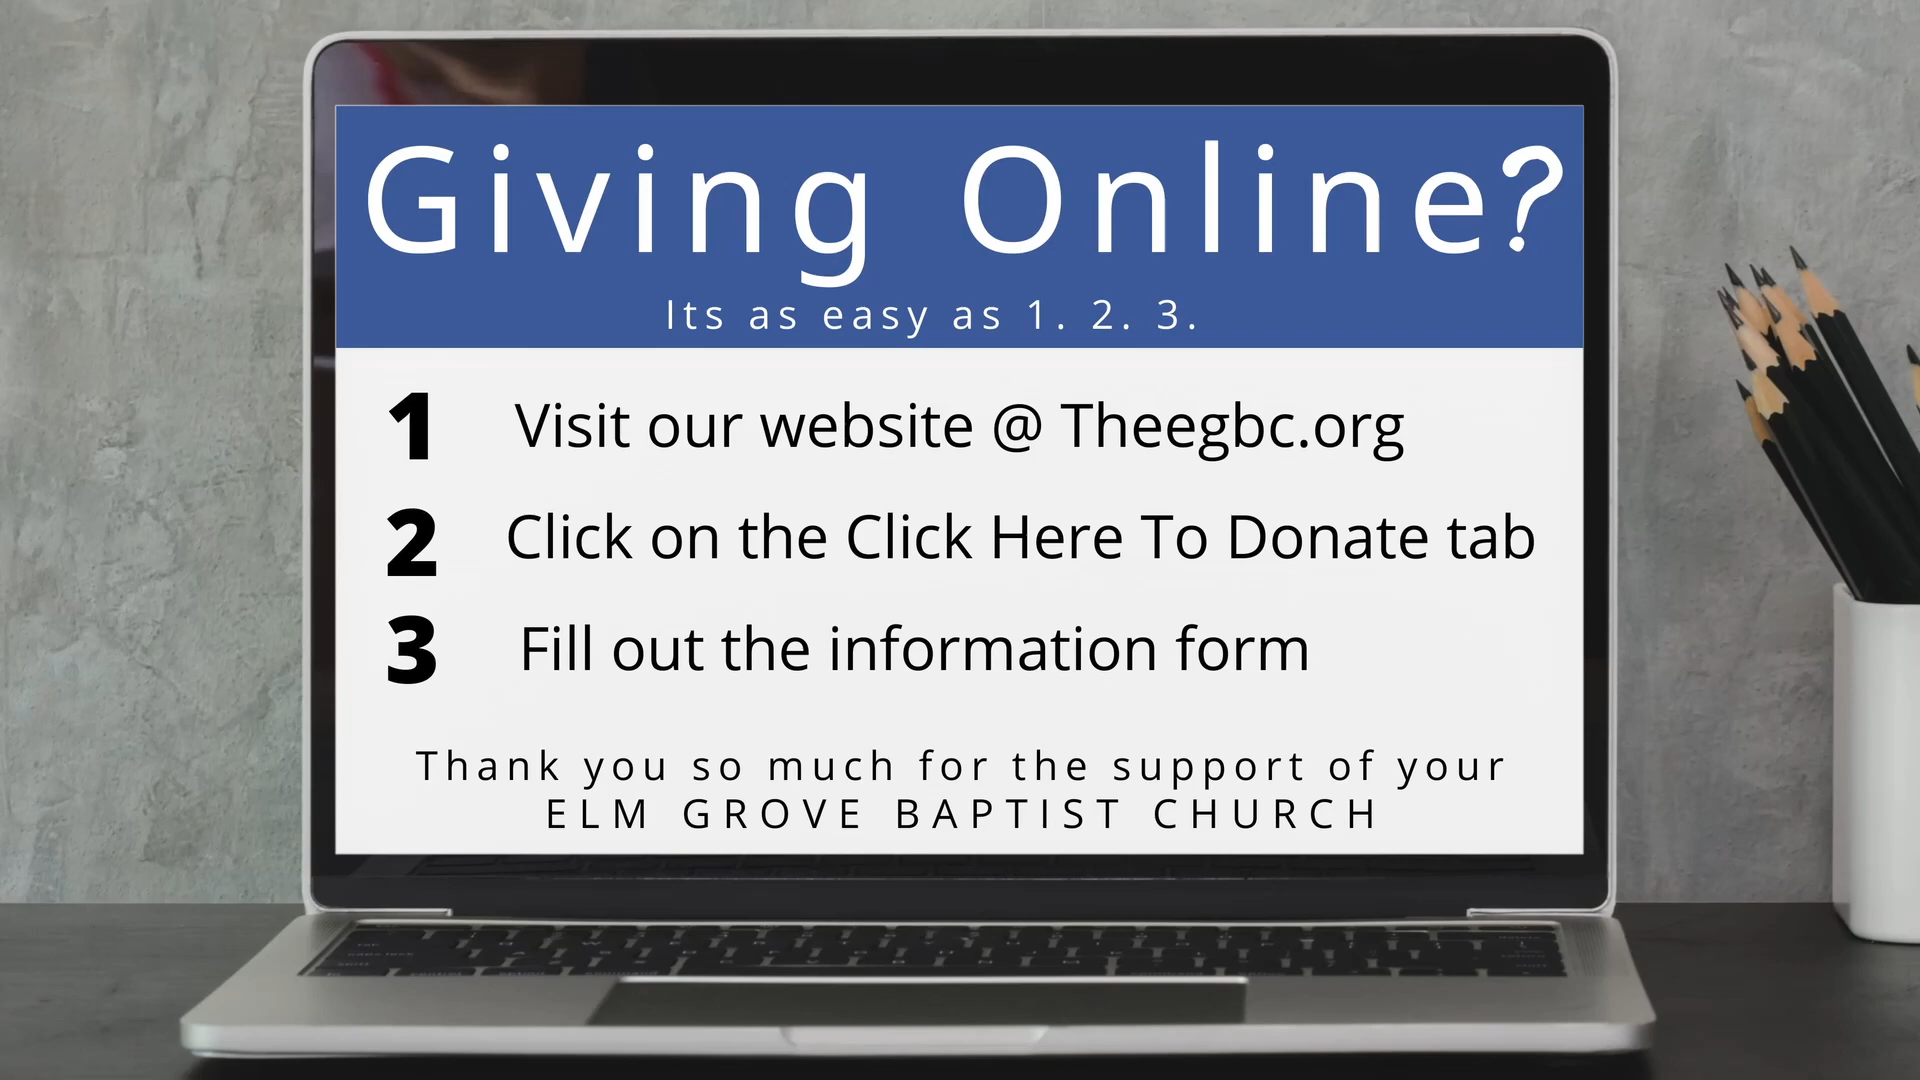 Giving Online?
Its as easy as 1. 2. 3.
1 Visit our website @ Theegbc.org
2 Click on the Click Here To Donate tab
3 Fill out the information form
Thank you so much for the support of your
ELM GROVE BAPTIST CHURCH